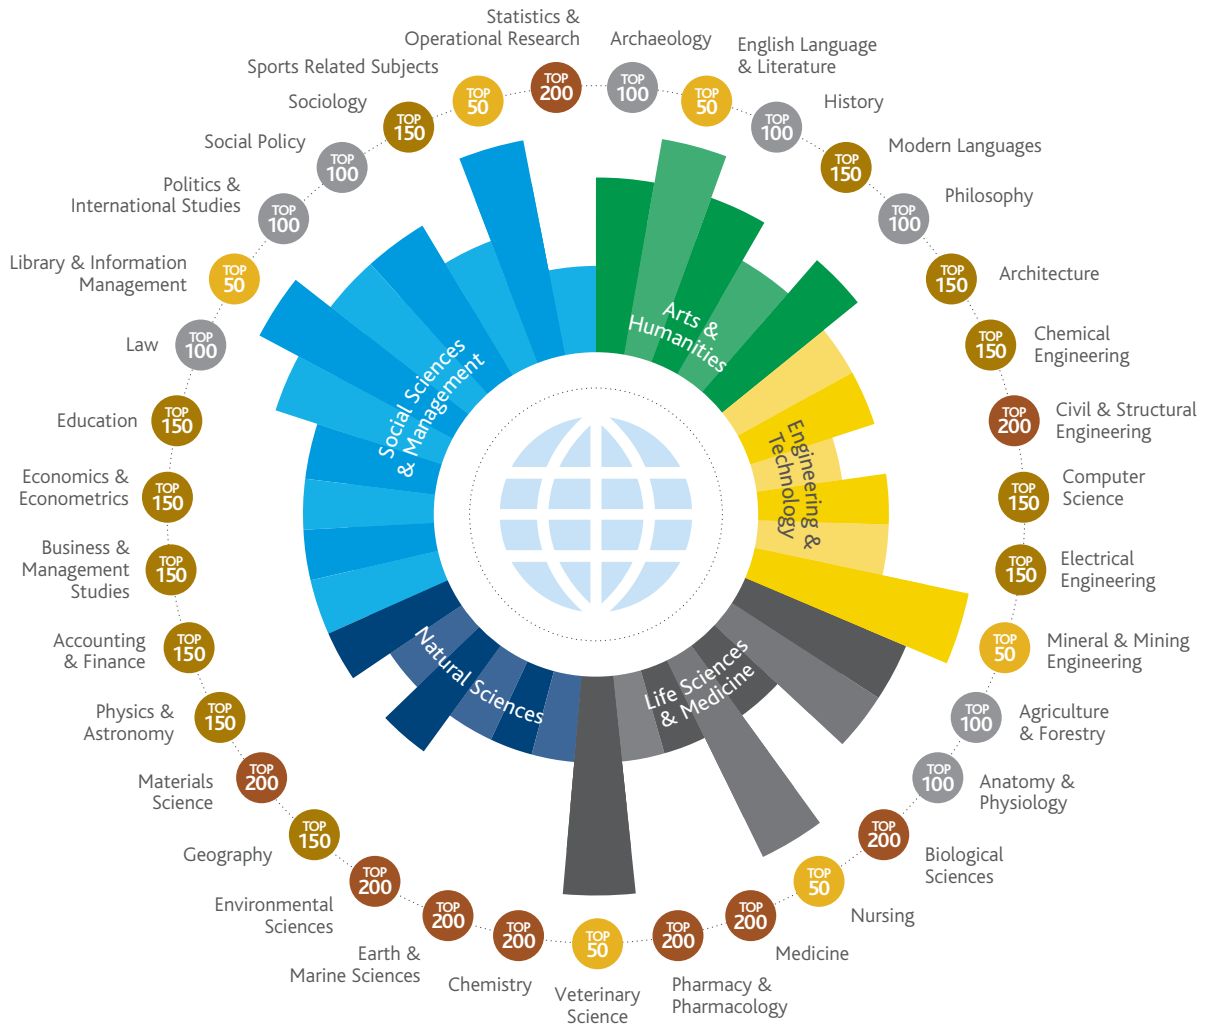 Statistics &
Operational Research
TOP
200
Archaeology
TOP
100
English Language
& Literature
TOP
50
History
TOP
100
Modern Languages
TOP
150
Philosophy
TOP
100
Architecture
TOP
150
Chemical
Engineering
TOP
150
Civil & Structural
Engineering
TOP
200
Computer
Science
TOP
150
Electrical
Engineering
TOP
150
Mineral & Mining
Engineering
TOP
50
Agriculture
& Forestry
TOP
100
Anatomy &
Physiology
TOP
100
Biological
Sciences
TOP
200
Nursing
TOP
50
Medicine
TOP
200
Pharmacy &
Pharmacology
TOP
200
Veterinary
Science
TOP
50
Chemistry
TOP
200
Earth &
Marine Sciences
TOP
200
Environmental
Sciences
TOP
200
Geography
TOP
150
Materials
Science
TOP
200
Physics &
Astronomy
TOP
150
Accounting
& Finance
TOP
150
Business &
Management
Studies
TOP
150
Economics &
Econometrics
TOP
150
Education
TOP
150
Law
TOP
100
Library & Information
Management
TOP
50
Politics &
International Studies
TOP
100
Social Policy
TOP
100
Sociology
TOP
150
Sports Related Subjects
TOP
50
Arts &
Humanities
Engineering &
Technology
Life Sciences
& Medicine
Natural Sciences
Social Sciences
& Management